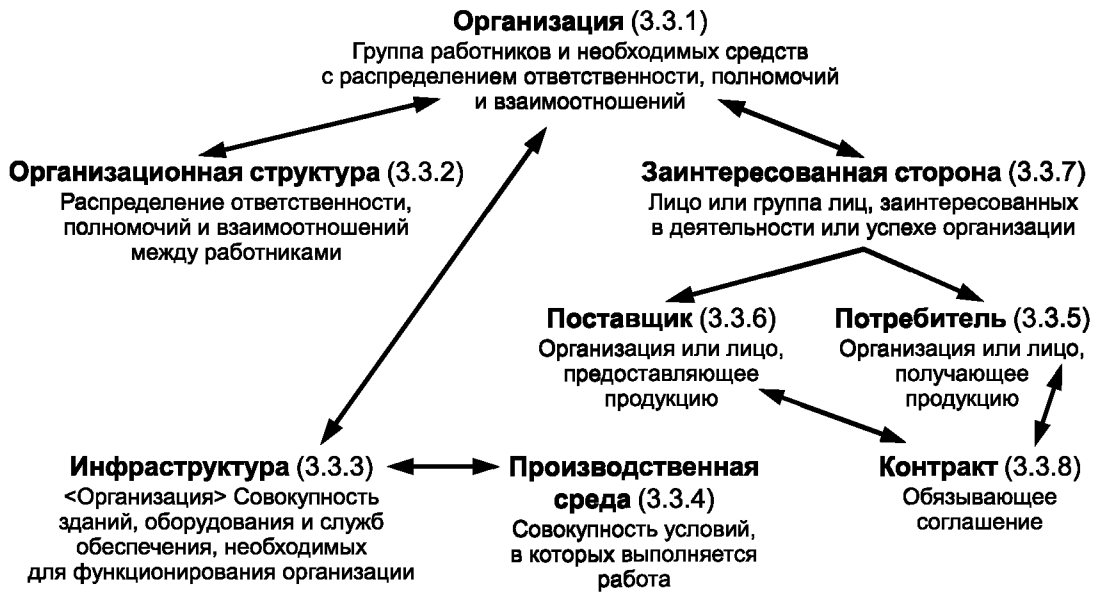 Организация (3.3.1)
Группа работников и необходимых средств
с распределением ответственности, полномочий
и взаимоотношений
Организационная структура (3.3.2)
Распределение ответственности,
полномочий и взаимоотношений
между работниками
Заинтересованная сторона (3.3.7)
Лицо или группа лиц, заинтересованных
в деятельности или успехе организации
Поставщик (3.3.6)
Организация или лицо,
предоставляющее
продукцию
Потребитель (3.3.5)
Организация или лицо,
получающее
продукцию
Инфраструктура (3.3.3)
<Организация> Совокупность
зданий, оборудования и служб
обеспечения, необходимых
для функционирования организации
Производственная
среда (3.3.4)
Совокупность условий,
в которых выполняется
работа
Контракт (3.3.8)
Обязывающее
соглашение